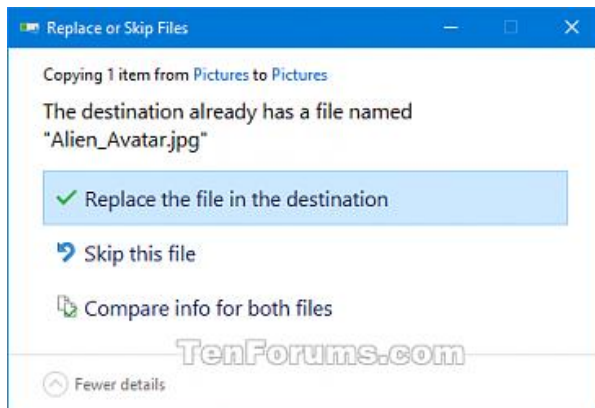 Replace or Skip Files
Copying 1 item from Pictures to Pictures
The destination already has a file named
"Alien_Avatar.jpg"
Replace the file in the destination
Skip this file
Compare info for both files
TenForums.com
Fewer details